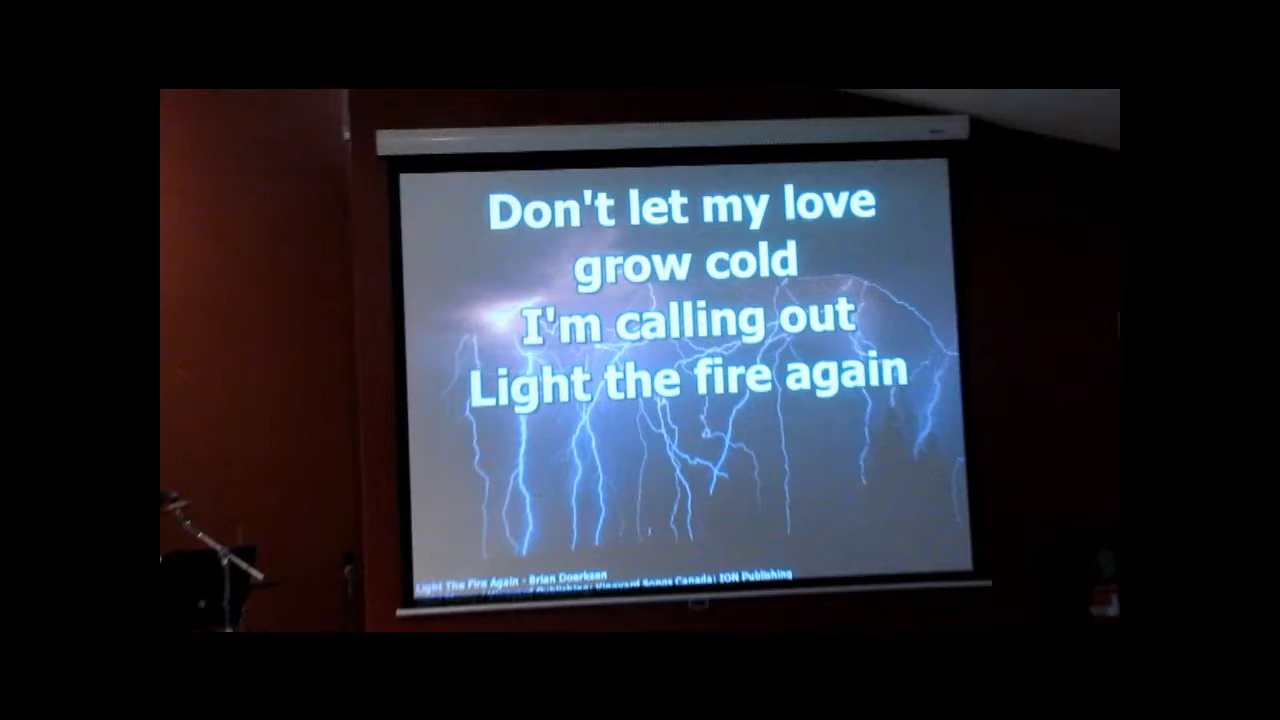 Don't let my love
grow cold
I'm calling out
Light the fire again
Light The Fire Again - Brian Doerksen
Publishing: Vineyard Songs Canada; ION Publishing